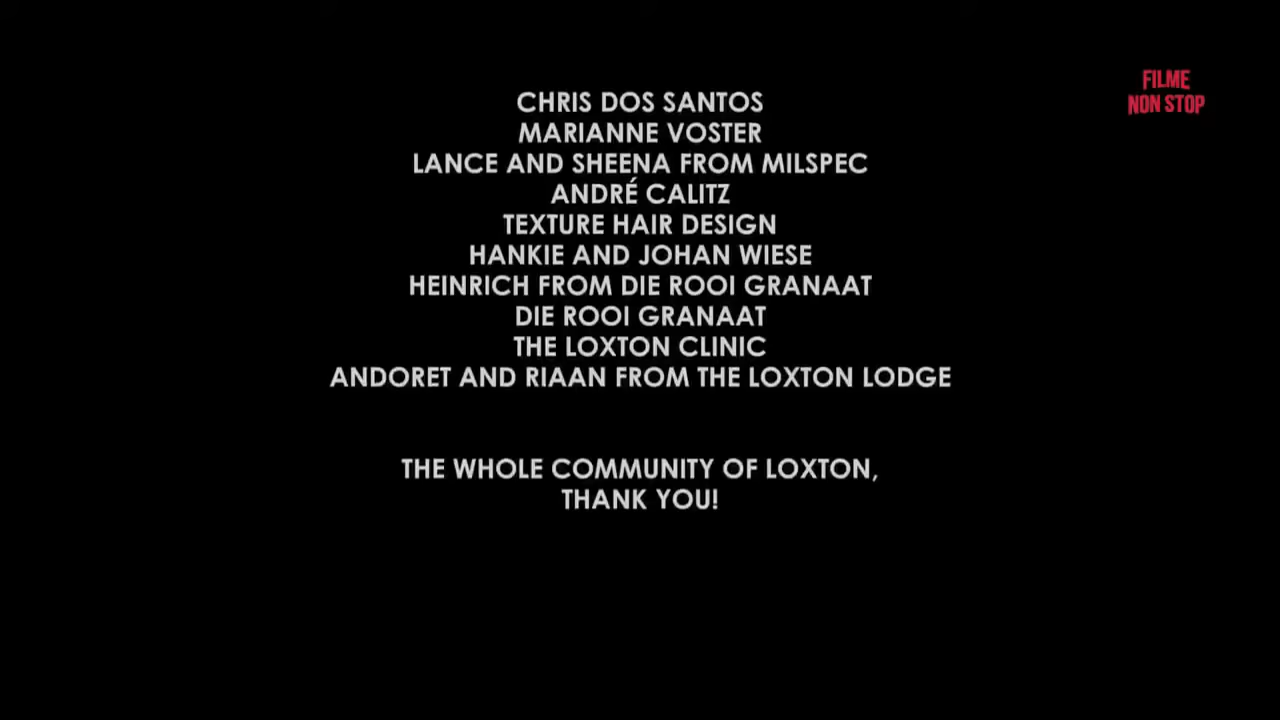 FILME
NON STOP
CHRIS DOS SANTOS
MARIANNE VOSTER
LANCE AND SHEENA FROM MILSPEC
ANDRÉ CALITZ
TEXTURE HAIR DESIGN
HANKIE AND JOHAN WIESE
HEINRICH FROM DIE ROOI GRANAAT
DIE ROOI GRANAAT
THE LOXTON CLINIC
ANDORET AND RIAAN FROM THE LOXTON LODGE
THE WHOLE COMMUNITY OF LOXTON,
THANK YOU!